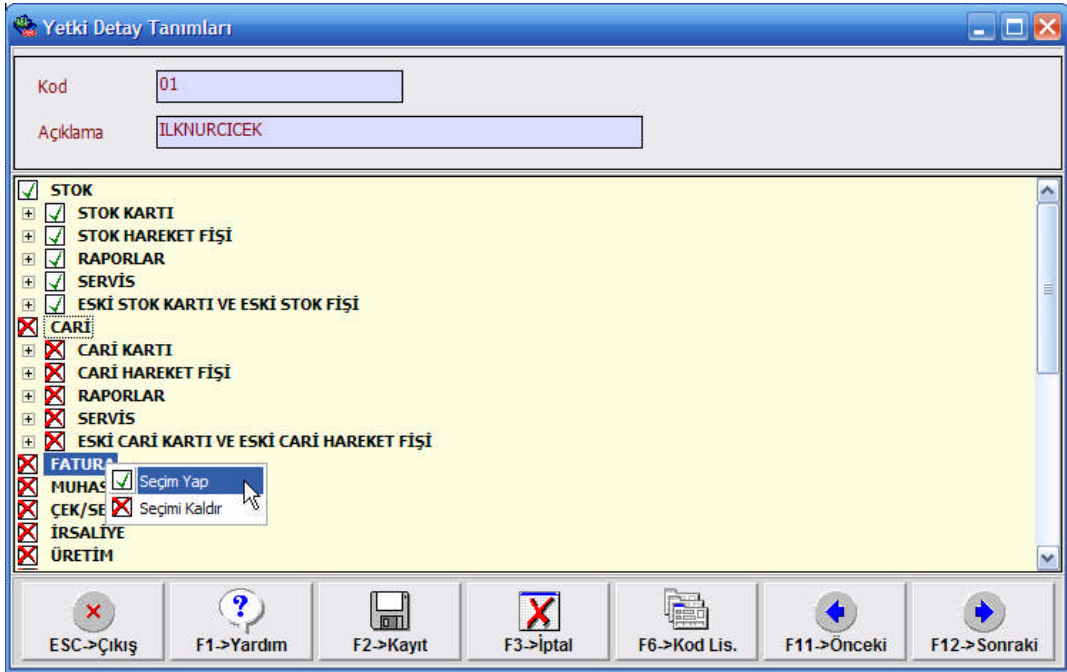 Yetki Detay Tanımları
Kod 01
Açıklama ILKNURCICEK
STOK
STOK KARTI
STOK HAREKET FİŞİ
RAPORLAR
SERVİS
ESKİ STOK KARTI VE ESKİ STOK FİŞİ
CARİ
CARİ KARTI
CARİ HAREKET FİŞİ
RAPORLAR
SERVİS
ESKİ CARİ KARTI VE ESKİ CARİ HAREKET FİŞİ
FATURA
Seçim Yap
MUHAS
Seçimi Kaldır
ÇEK/SE
İRSALİYE
ÜRETİM
ESC->Çıkış F1->Yardım F2->Kayıt F3->İptal F6->Kod Lis. F11->Önceki F12->Sonraki